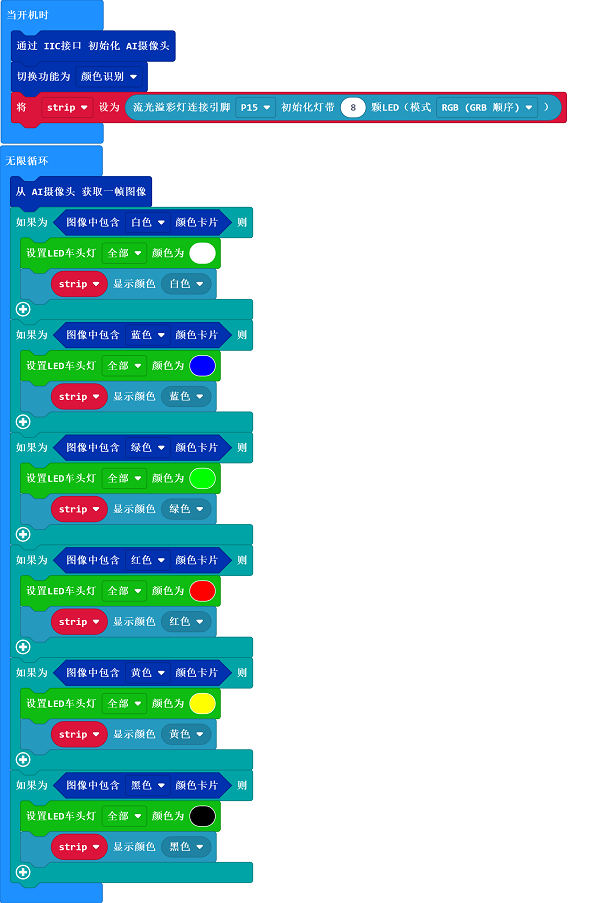 当开机时
通过 IIC接口 初始化 AI摄像头
切换功能为 颜色识别
将 strip 设为 流光溢彩灯连接引脚 P15 初始化灯带 8 颗LED（模式 RGB (GRB 顺序) ）
无限循环
从 AI摄像头 获取一帧图像
如果为 图像中包含 白色 颜色卡片 则
设置LED车头灯 全部 颜色为
strip 显示颜色 白色
如果为 图像中包含 蓝色 颜色卡片 则
设置LED车头灯 全部 颜色为
strip 显示颜色 蓝色
如果为 图像中包含 绿色 颜色卡片 则
设置LED车头灯 全部 颜色为
strip 显示颜色 绿色
如果为 图像中包含 红色 颜色卡片 则
设置LED车头灯 全部 颜色为
strip 显示颜色 红色
如果为 图像中包含 黄色 颜色卡片 则
设置LED车头灯 全部 颜色为
strip 显示颜色 黄色
如果为 图像中包含 黑色 颜色卡片 则
设置LED车头灯 全部 颜色为
strip 显示颜色 黑色